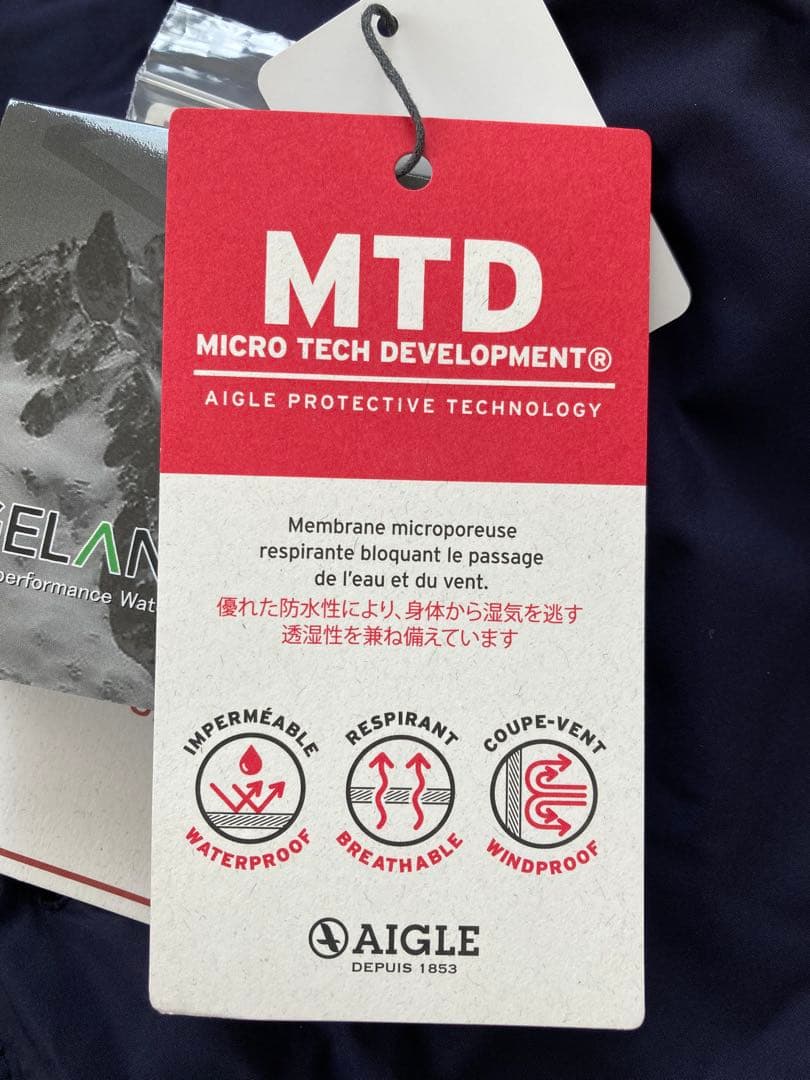 MTD
MICRO TECH DEVELOPMENT®
AIGLE PROTECTIVE TECHNOLOGY
Membrane microporeuse
respirante bloquant le passage
de l'eau et du vent.
優れた防水性により、身体から湿気を逃す
透湿性を兼ね備えています
IMPERMÉABLE
WATERPROOF
RESPIRANT
BREATHABLE
COUPE-VENT
WINDPROOF
AIGLE
DEPUIS 1853
performance